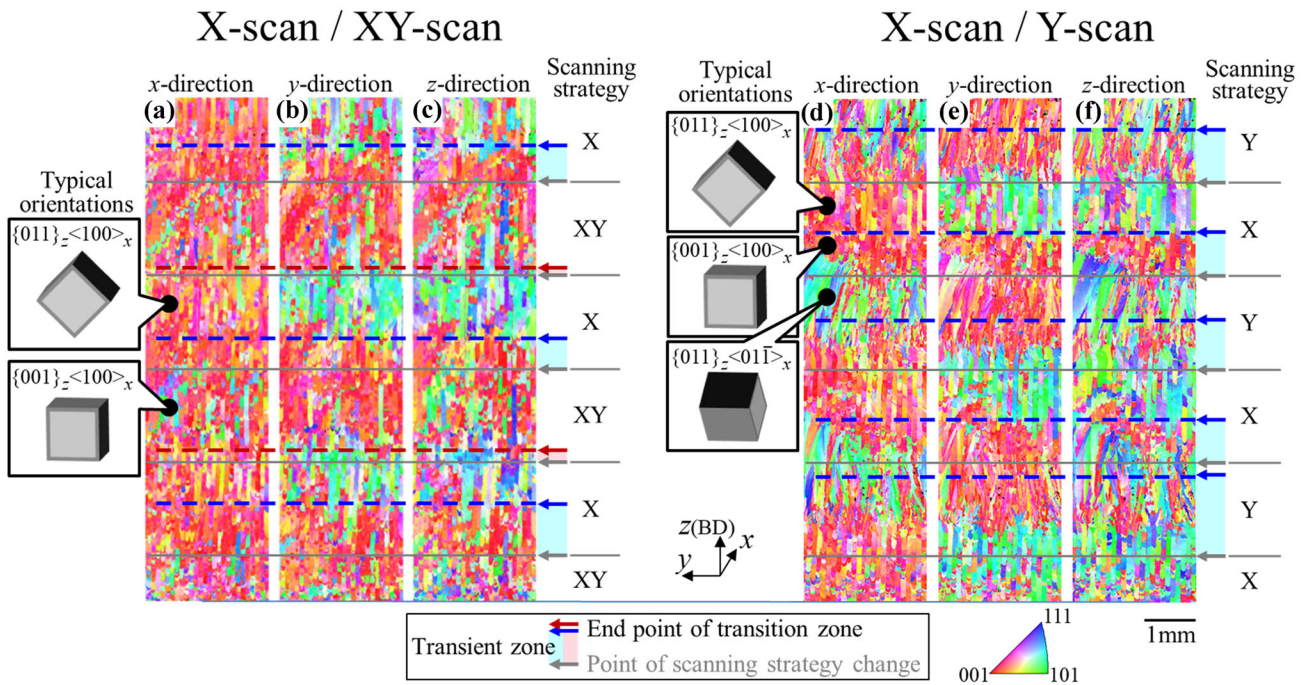 X-scan / XY-scan
x-direction
y-direction
z-direction
Scanning
strategy
(a)
(b)
(c)
X
XY
X
XY
X
XY
Typical
orientations
{011}z<100>x
{001}z<100>x
X-scan / Y-scan
Typical
orientations
x-direction
y-direction
z-direction
Scanning
strategy
(d)
(e)
(f)
{011}z<100>x
{001}z<100>x
{011}z<011̅>x
Y
X
Y
X
Y
X
z(BD)
y
x
Transient zone
End point of transition zone
Point of scanning strategy change
111
001
101
1mm